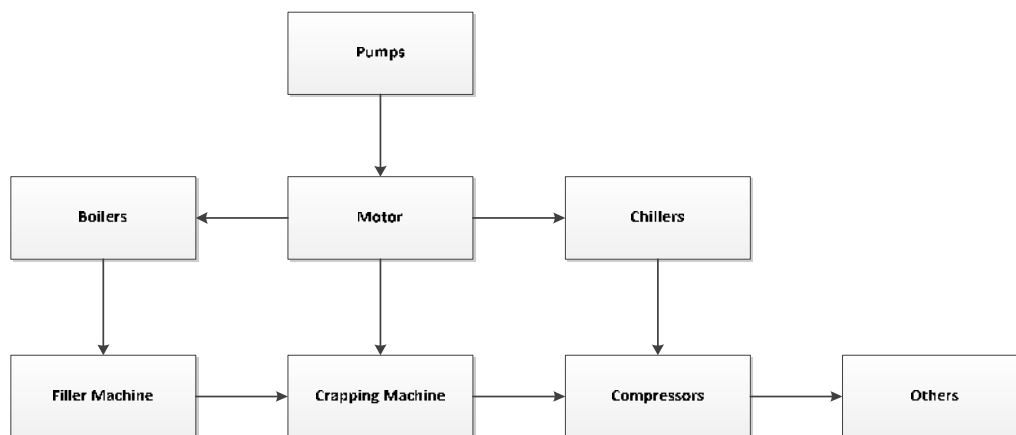 Pumps
Boilers
Motor
Chillers
Filler Machine
Crapping Machine
Compressors
Others